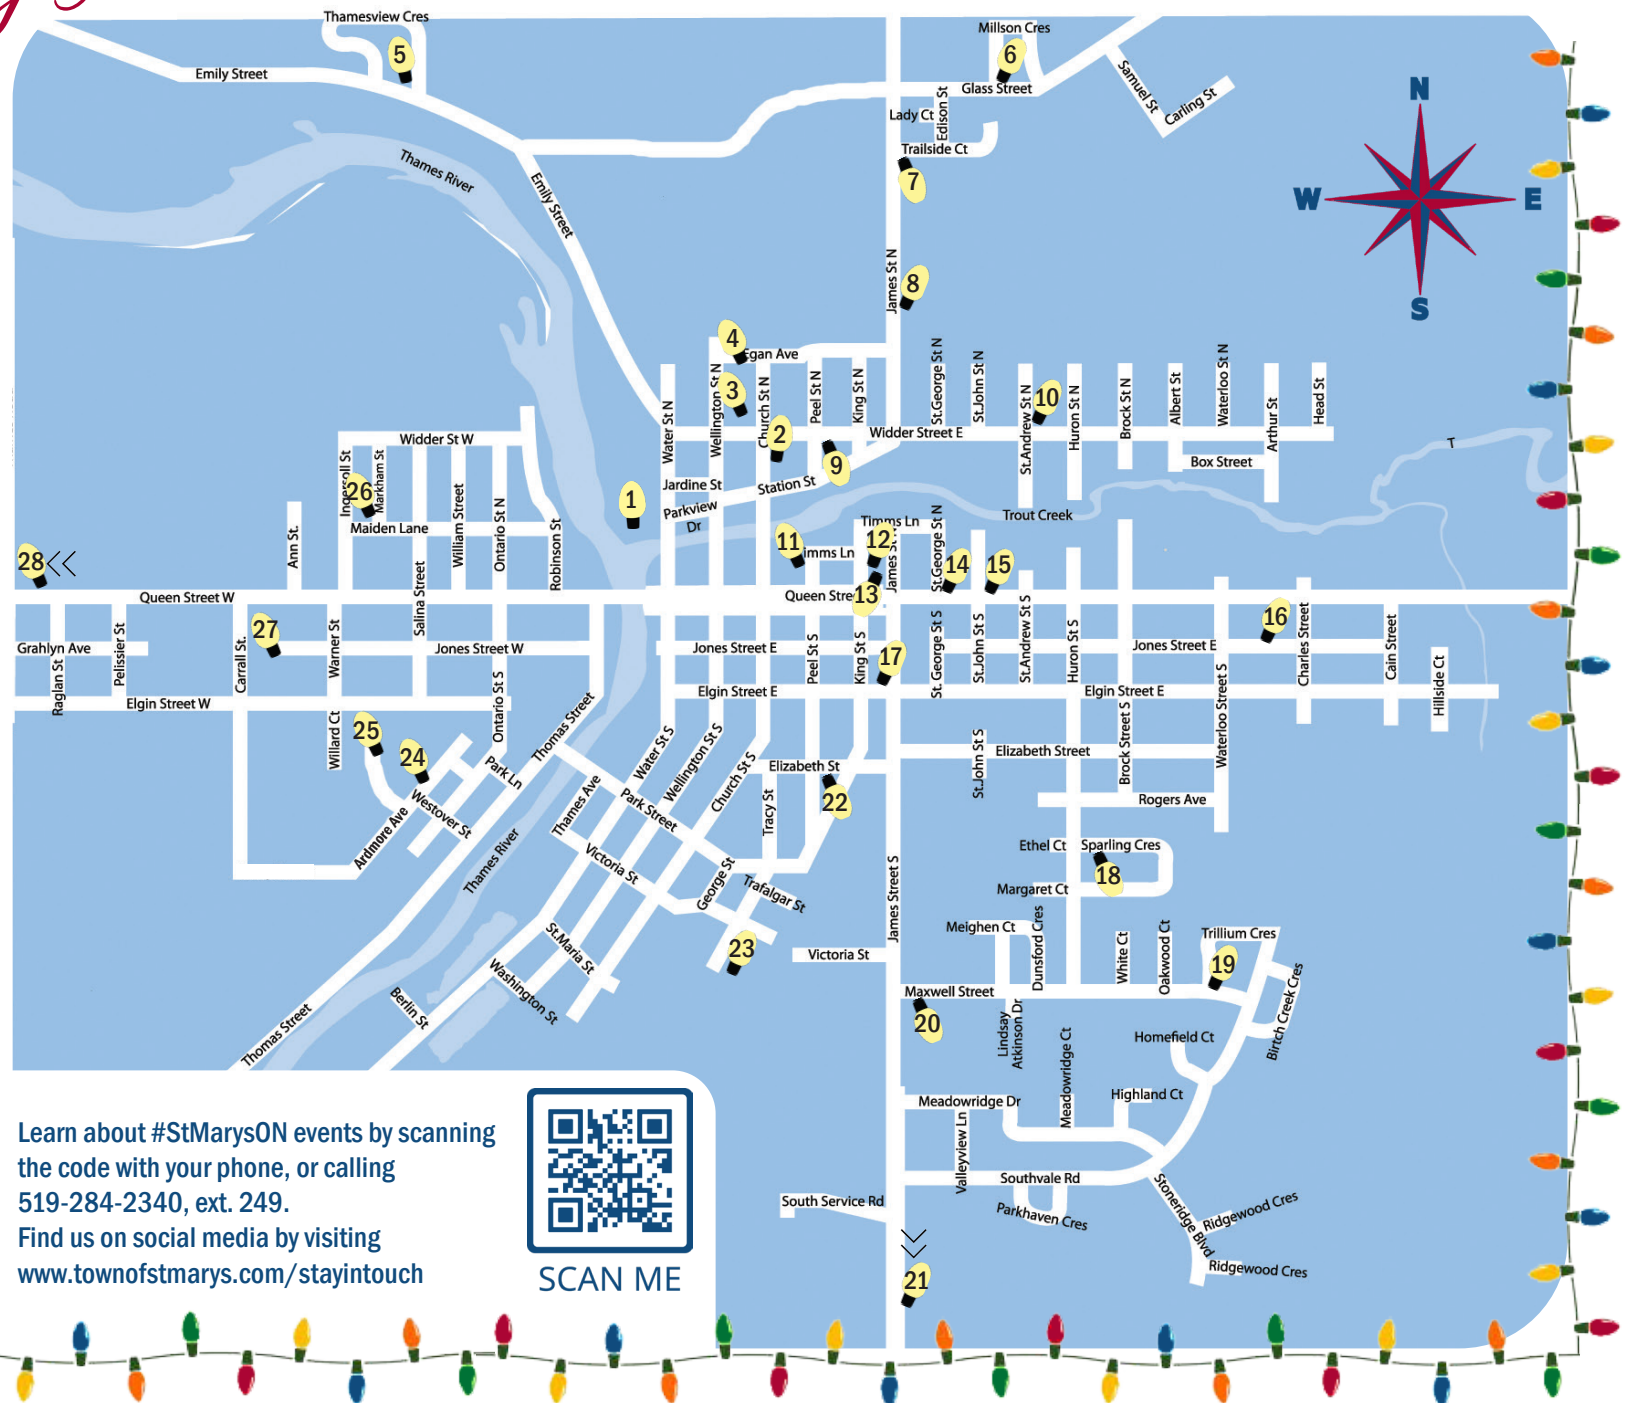 Thamesview Cres
5
Emily Street
Millson Cres
6
Glass Street
Samuel St
Carling St
Lady Ct
Edison St
Trailside Ct
7
N
W
E
S
Thames River
Emily Street
James St N
8
4
Egan Ave
3
Water St N
Wellington St N
Church St N
Peel St N
King St N
St.George St N
St.John St N
St.Andrew St N
10
Huron St N
Brock St N
Albert St
Waterloo St N
Arthur St
Head St
2
Widder Street E
9
Box Street
T
Widder St W
Ingersoll St
26
Markham St
William Street
Ontario St N
Robinson St
Maiden Lane
Ann St.
Salina Street
1
Jardine St
Station St
Parkview
Dr
Trout Creek
Timms Ln
11
12
St.George St N
14
15
28
Queen Street W
13
16
Grahlyn Ave
Raglan St
Pelissier St
Carrall St.
27
Warner St
Jones Street W
Jones Street E
Peel St S
King St S
17
St. George St S
St.John St S
St.Andrew St S
Huron St S
Jones Street E
Charles Street
Cain Street
Hillside Ct
Elgin Street W
Elgin Street E
Elgin Street E
Waterloo Street S
Willard Ct
Ontario St S
25
24
Thomas Street
Park Ln
Westover St
Ardmore Ave
Water St S
Wellington St S
Church St S
Elizabeth St
Elizabeth Street
St.John St S
Brock Street S
22
Tracy St
Thames Ave
Park Street
Rogers Ave
Thames River
Victoria St
George St
Trafalgar St
Ethel Ct
Sparling Cres
18
Margaret Ct
James Street S
23
St.Maria St
Washington St
Berlin St
Thomas Street
Victoria St
Meighen Ct
Dunsford Cres
White Ct
Oakwood Ct
Trillium Cres
19
Birtch Creek Cres
Maxwell Street
20
Lindsay
Atkinson Dr
Meadowridge Ct
Homefield Ct
Highland Ct
Meadowridge Dr
Valleyview Ln
Southvale Rd
Parkhaven Cres
Stoneridge Blvd
Ridgewood Cres
Ridgewood Cres
South Service Rd
21
Learn about #StMarysON events by scanning
the code with your phone, or calling
519-284-2340, ext. 249.
Find us on social media by visiting
www.townofstmarys.com/stayintouch
SCAN ME